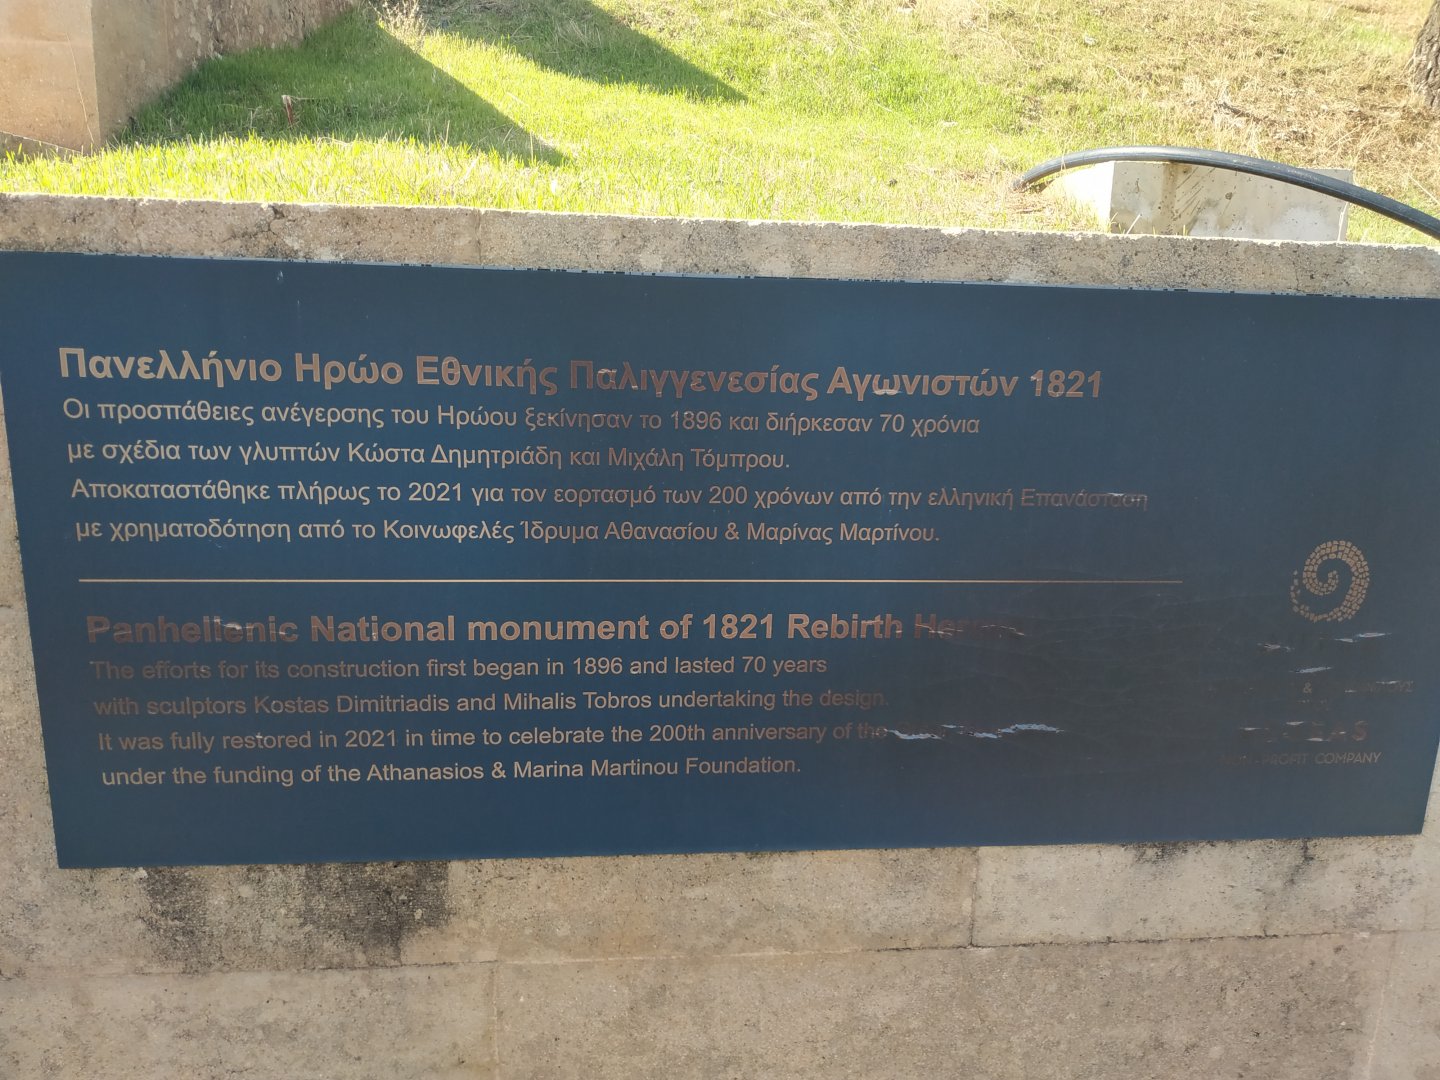 Πανελλήνιο Ηρώο Εθνικής Παλιγγενεσίας Αγωνιστών 1821
Οι προσπάθειες ανέγερσης του Ηρώου ξεκίνησαν το 1896 και διήρκεσαν 70 χρόνια
με σχέδια των γλυπτών Κώστα Δημητριάδη και Μιχάλη Τόμπρου.
Αποκαταστάθηκε πλήρως το 2021 για τον εορτασμό των 200 χρόνων από την ελληνική Επανάσταση
με χρηματοδότηση από το Κοινωφελές Ίδρυμα Αθανασίου & Μαρίνας Μαρτίνου.
Panhellenic National monument of 1821 Rebirth
The efforts for its construction first began in 1896 and lasted 70 years
with sculptors Kostas Dimitriadis and Mihalis Tobros undertaking the design.
It was fully restored in 2021 in time to celebrate the 200th anniversary of the
under the funding of the Athanasios & Marina Martinou Foundation.
&
NON-PROFIT COMPANY